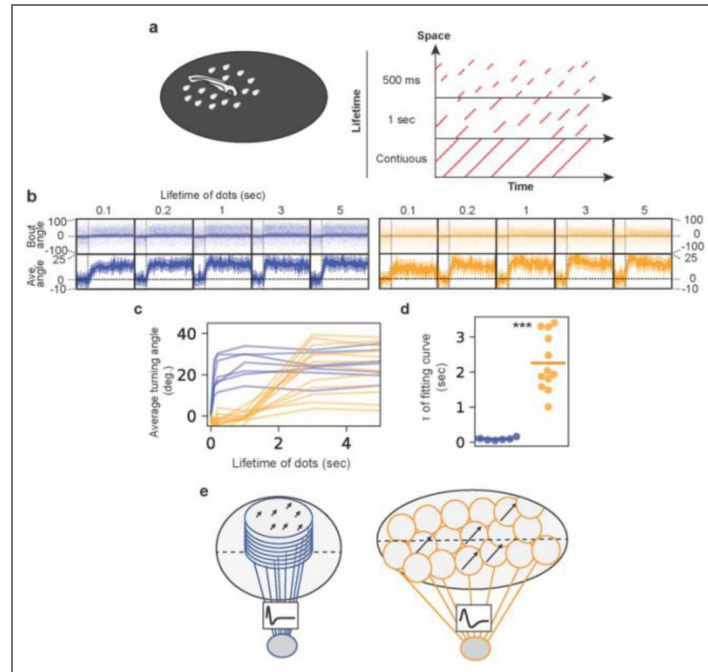 a
Space
Lifetime
500 ms
1 sec
Contiuous
Time
b
Lifetime of dots (sec)
0.1 0.2 1 3 5
0.1 0.2 1 3 5
Bout angle
100
0
-100
Ave. angle
25
0
-10
100
0
-100
25
0
-10
c
Average turning angle
(deg.)
40
20
0
0 2 4
Lifetime of dots (sec)
d
***
τ of fitting curve
(sec)
3
2
1
0
e